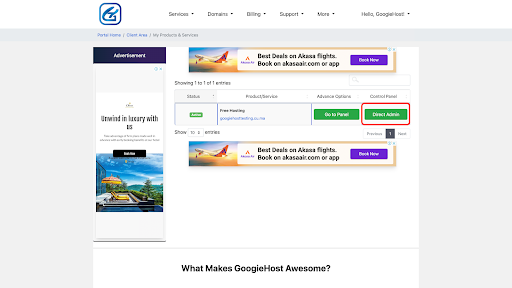 Services Domains Billing Support More Hello, GoogieHost!
Portal Home / Client Area / My Products & Services
Advertisement
Unwind in luxury with
us
Best Deals on Akasa flights.
Book on akasaair.com or app
Book Now
Showing 1 to 1 of 1 entries
Status Product/Service Advance Options Control Panel
Active
Free Hosting
Go to Panel
Direct Admin
Show 10 entries
Previous 1 Next
Best Deals on Akasa flights.
Book on akasaair.com or app
Book Now
What Makes GoogieHost Awesome?